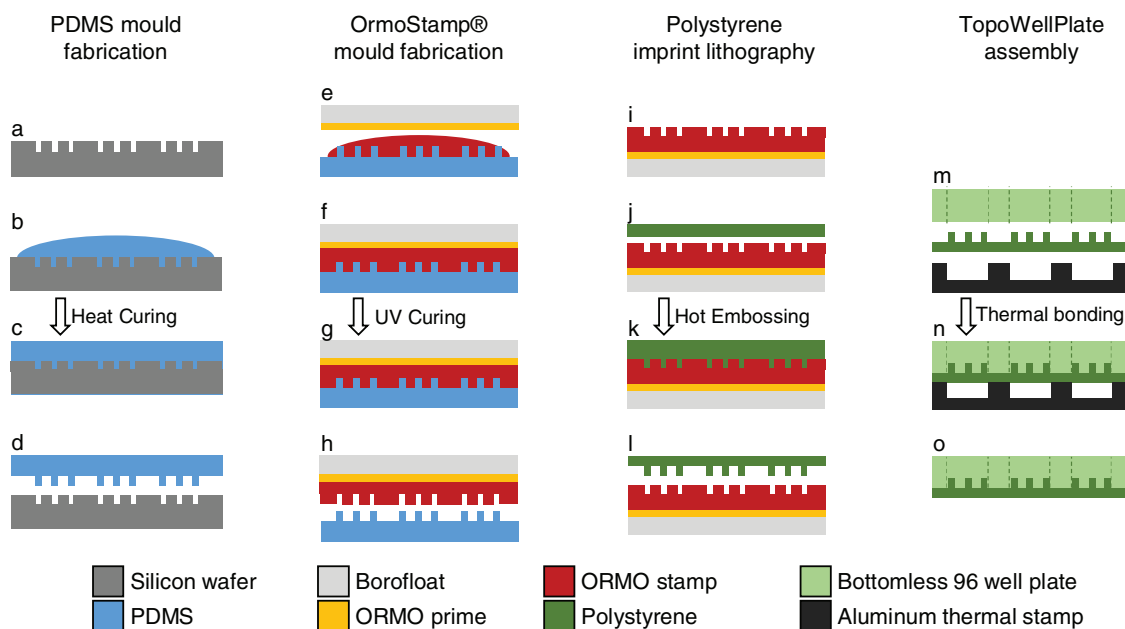 PDMS mould
fabrication
OrmoStamp®
mould fabrication
Polystyrene
imprint lithography
TopoWellPlate
assembly
a
b
Heat Curing
c
d
e
f
UV Curing
g
h
i
j
Hot Embossing
k
l
m
Thermal bonding
n
o
Silicon wafer
PDMS
Borofloat
ORMO prime
ORMO stamp
Polystyrene
Bottomless 96 well plate
Aluminum thermal stamp